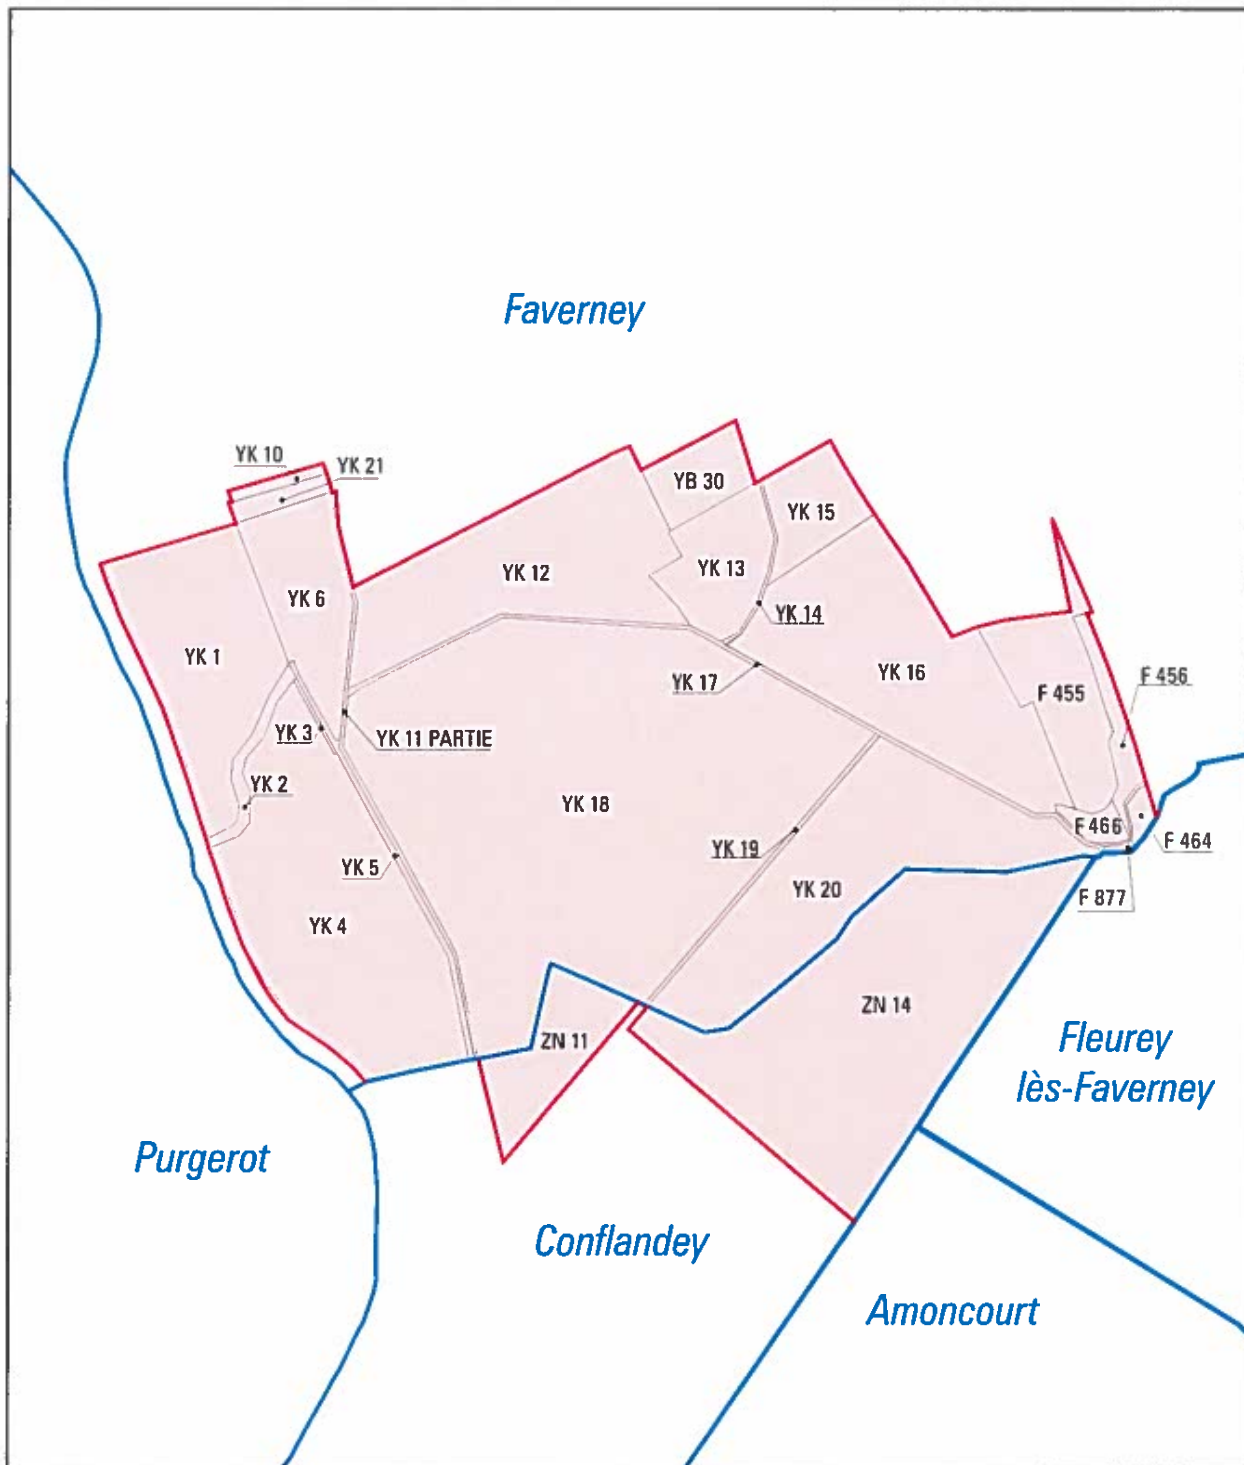 Faverney
YK 10
YK 21
YB 30
YK 15
YK 12
YK 13
YK 6
YK 14
YK 1
YK 17
YK 16
F 455
F 456
YK 3
YK 11 PARTIE
YK 2
YK 18
F 466
F 464
YK 19
YK 5
YK 20
F 877
YK 4
ZN 14
ZN 11
Fleurey
lès-Faverney
Purgerot
Conflandey
Amoncourt